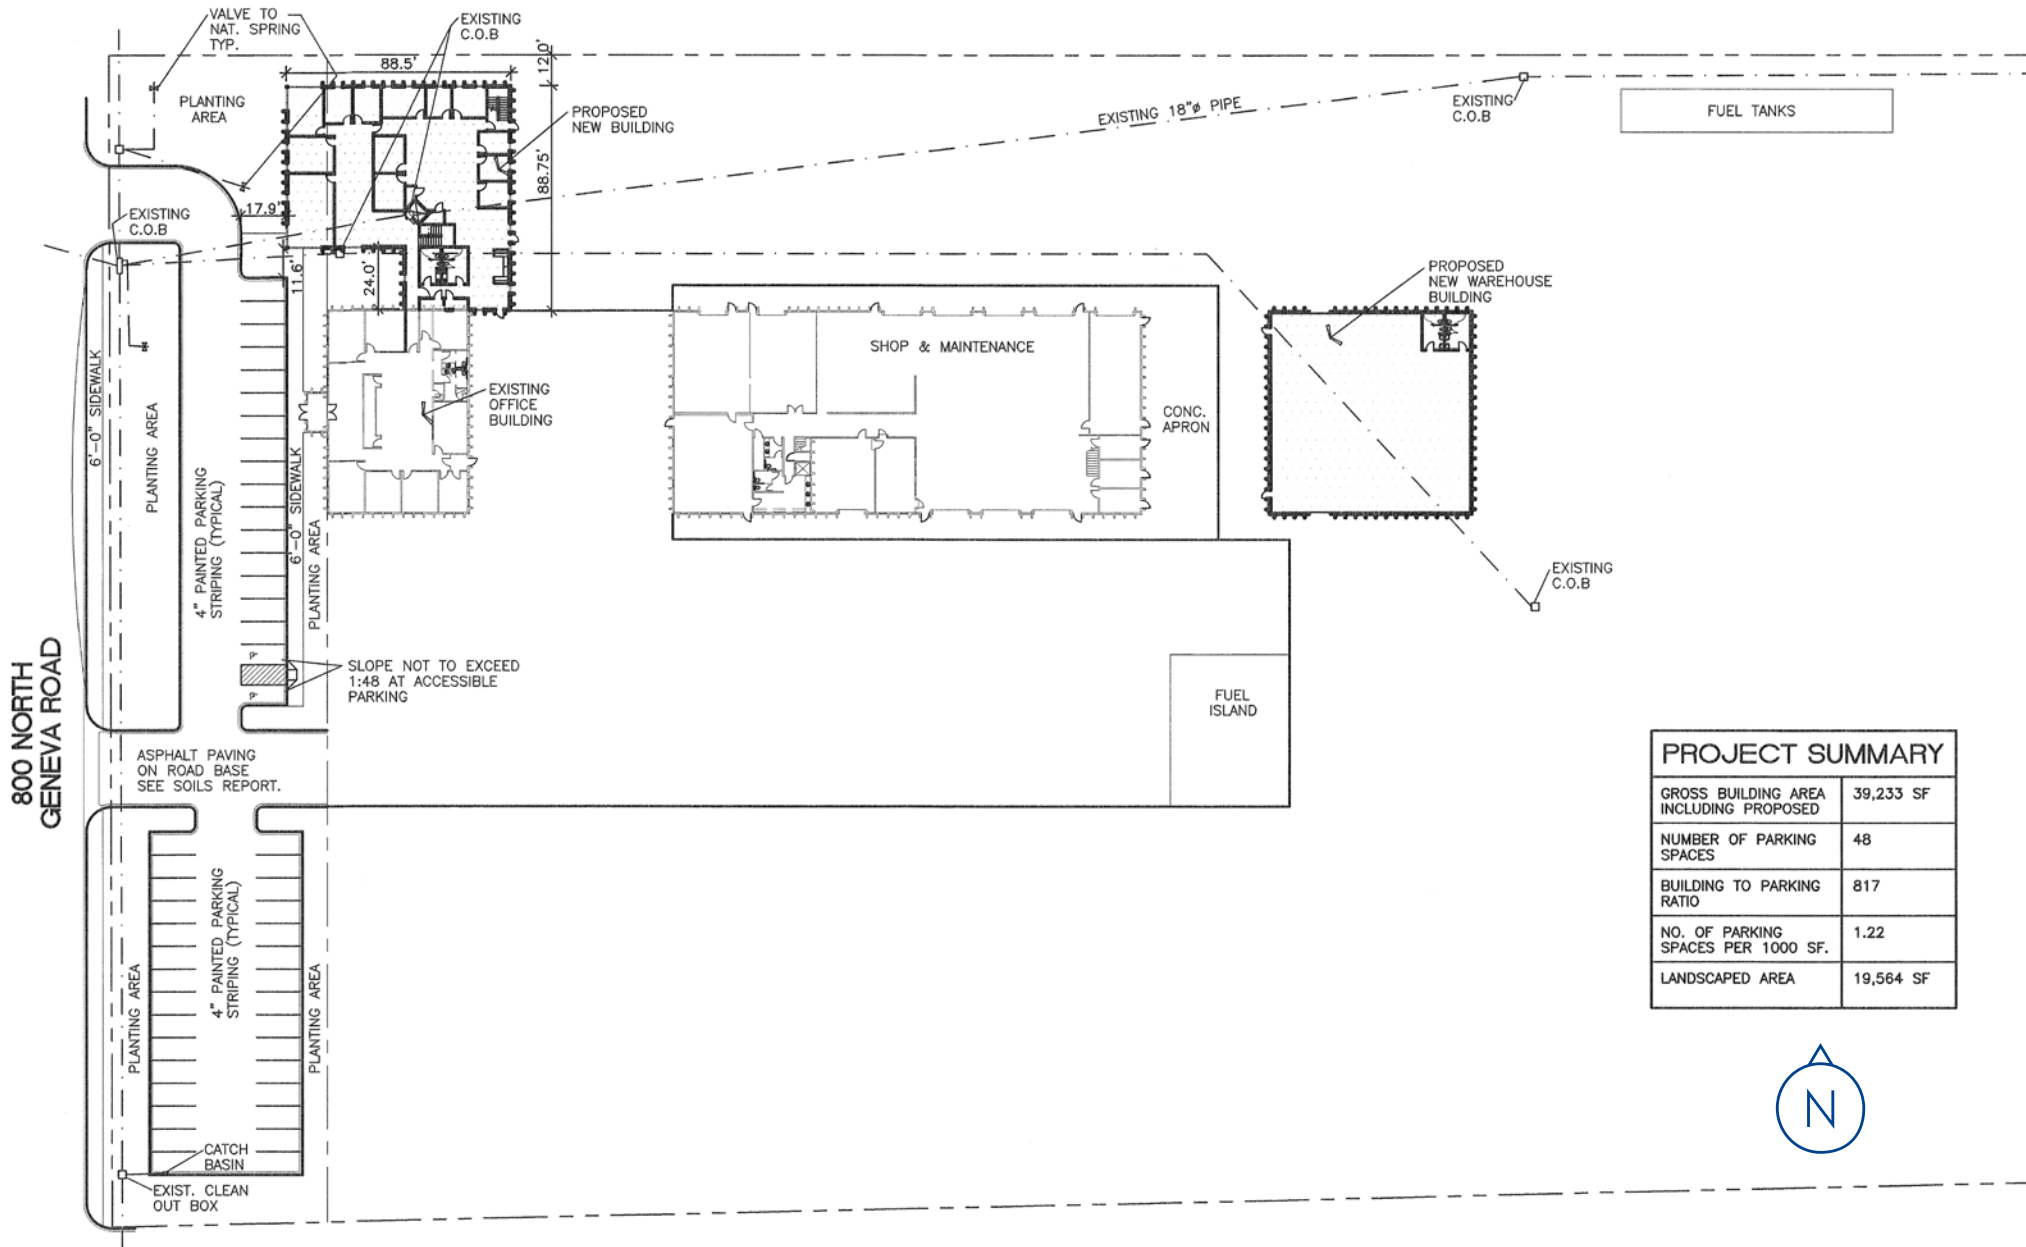 VALVE TO
NAT. SPRING
TYP.
EXISTING
C.O.B
88.5'
12.0'
PLANTING
AREA
PROPOSED
NEW BUILDING
88.75'
EXISTING 18"ø PIPE
EXISTING
C.O.B
FUEL TANKS
17.9'
EXISTING
C.O.B
11.6'
24.0'
PROPOSED
NEW WAREHOUSE
BUILDING
SHOP & MAINTENANCE
6'-0" SIDEWALK
PLANTING AREA
4" PAINTED PARKING
STRIPING (TYPICAL)
6'-0" SIDEWALK
PLANTING AREA
EXISTING
OFFICE
BUILDING
CONC.
APRON
EXISTING
C.O.B
SLOPE NOT TO EXCEED
1:48 AT ACCESSIBLE
PARKING
FUEL
ISLAND
800 NORTH
GENEVA ROAD
ASPHALT PAVING
ON ROAD BASE
SEE SOILS REPORT.
PROJECT SUMMARY
GROSS BUILDING AREA
INCLUDING PROPOSED
39,233 SF
NUMBER OF PARKING
SPACES
48
BUILDING TO PARKING
RATIO
817
NO. OF PARKING
SPACES PER 1000 SF.
1.22
LANDSCAPED AREA
19,564 SF
PLANTING AREA
4" PAINTED PARKING
STRIPING (TYPICAL)
PLANTING AREA
CATCH
BASIN
EXIST. CLEAN
OUT BOX
N